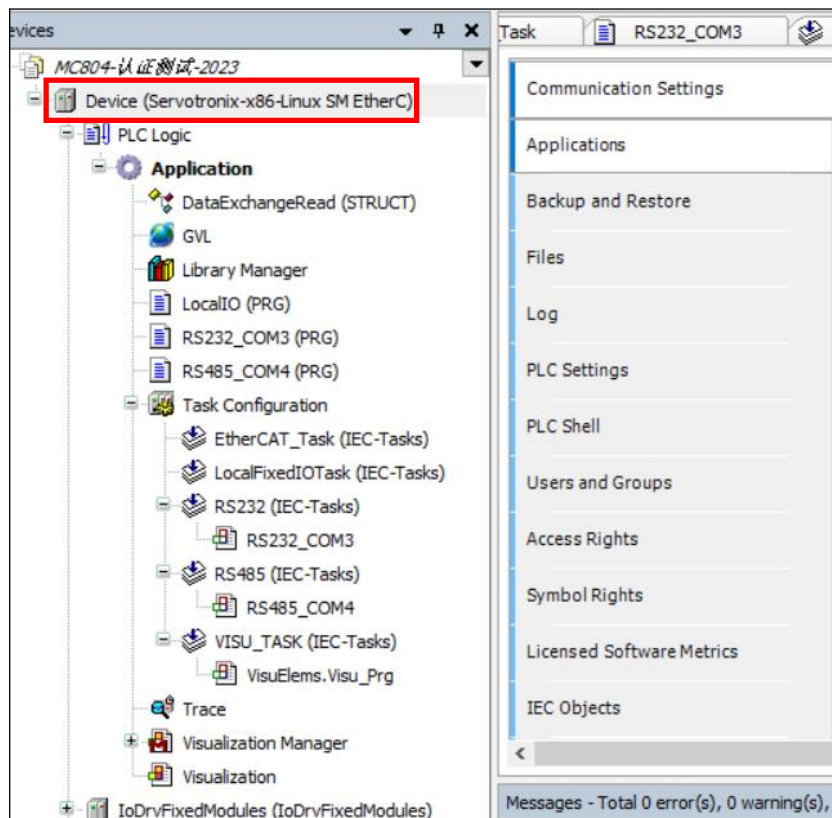 evices
MC804-认证测试-2023
Device (Servotronix-x86-Linux SM EtherC)
PLC Logic
Application
DataExchangeRead (STRUCT)
GVL
Library Manager
LocalIO (PRG)
RS232_COM3 (PRG)
RS485_COM4 (PRG)
Task Configuration
EtherCAT_Task (IEC-Tasks)
LocalFixedIOTask (IEC-Tasks)
RS232 (IEC-Tasks)
RS232_COM3
RS485 (IEC-Tasks)
RS485_COM4
VISU_TASK (IEC-Tasks)
VisuElems.Visu_Prg
Trace
Visualization Manager
Visualization
IoDrvFixedModules (IoDrvFixedModules)
_Task
RS232_COM3
Communication Settings
Applications
Backup and Restore
Files
Log
PLC Settings
PLC Shell
Users and Groups
Access Rights
Symbol Rights
Licensed Software Metrics
IEC Objects
Messages - Total 0 error(s), 0 warning(s),